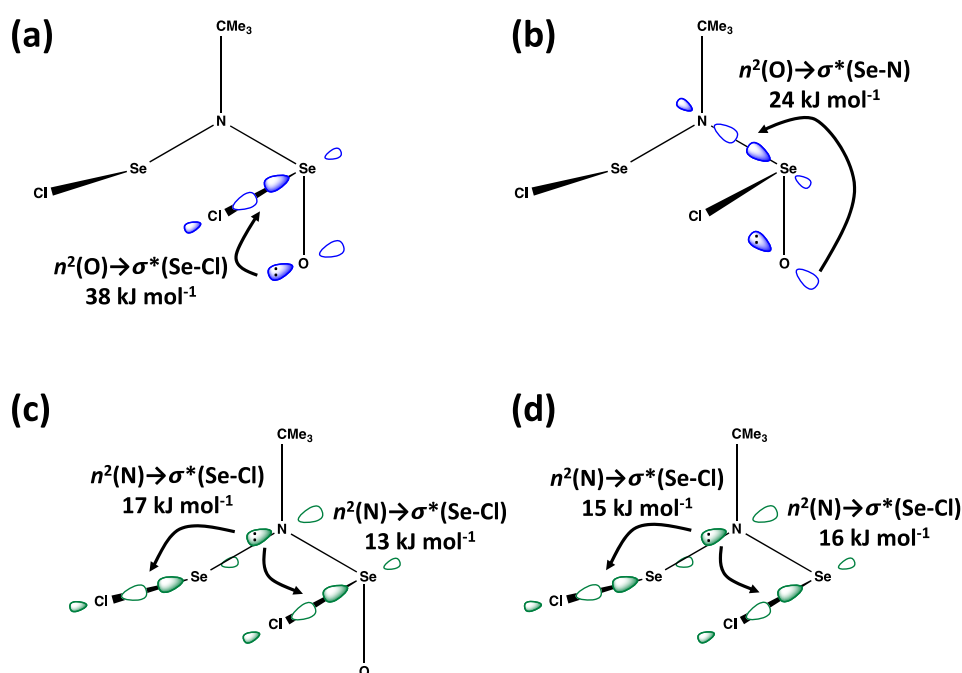 (a)
CMe3
N
Se
Se
Cl
Cl
O
n²(O)→σ*(Se-Cl)
38 kJ mol⁻¹
(b)
CMe3
n²(O)→σ*(Se-N)
24 kJ mol⁻¹
N
Se
Se
Cl
Cl
O
(c)
CMe3
n²(N)→σ*(Se-Cl)
17 kJ mol⁻¹
n²(N)→σ*(Se-Cl)
13 kJ mol⁻¹
N
Se
Se
Cl
Cl
O
(d)
CMe3
n²(N)→σ*(Se-Cl)
15 kJ mol⁻¹
n²(N)→σ*(Se-Cl)
16 kJ mol⁻¹
N
Se
Se
Cl
Cl